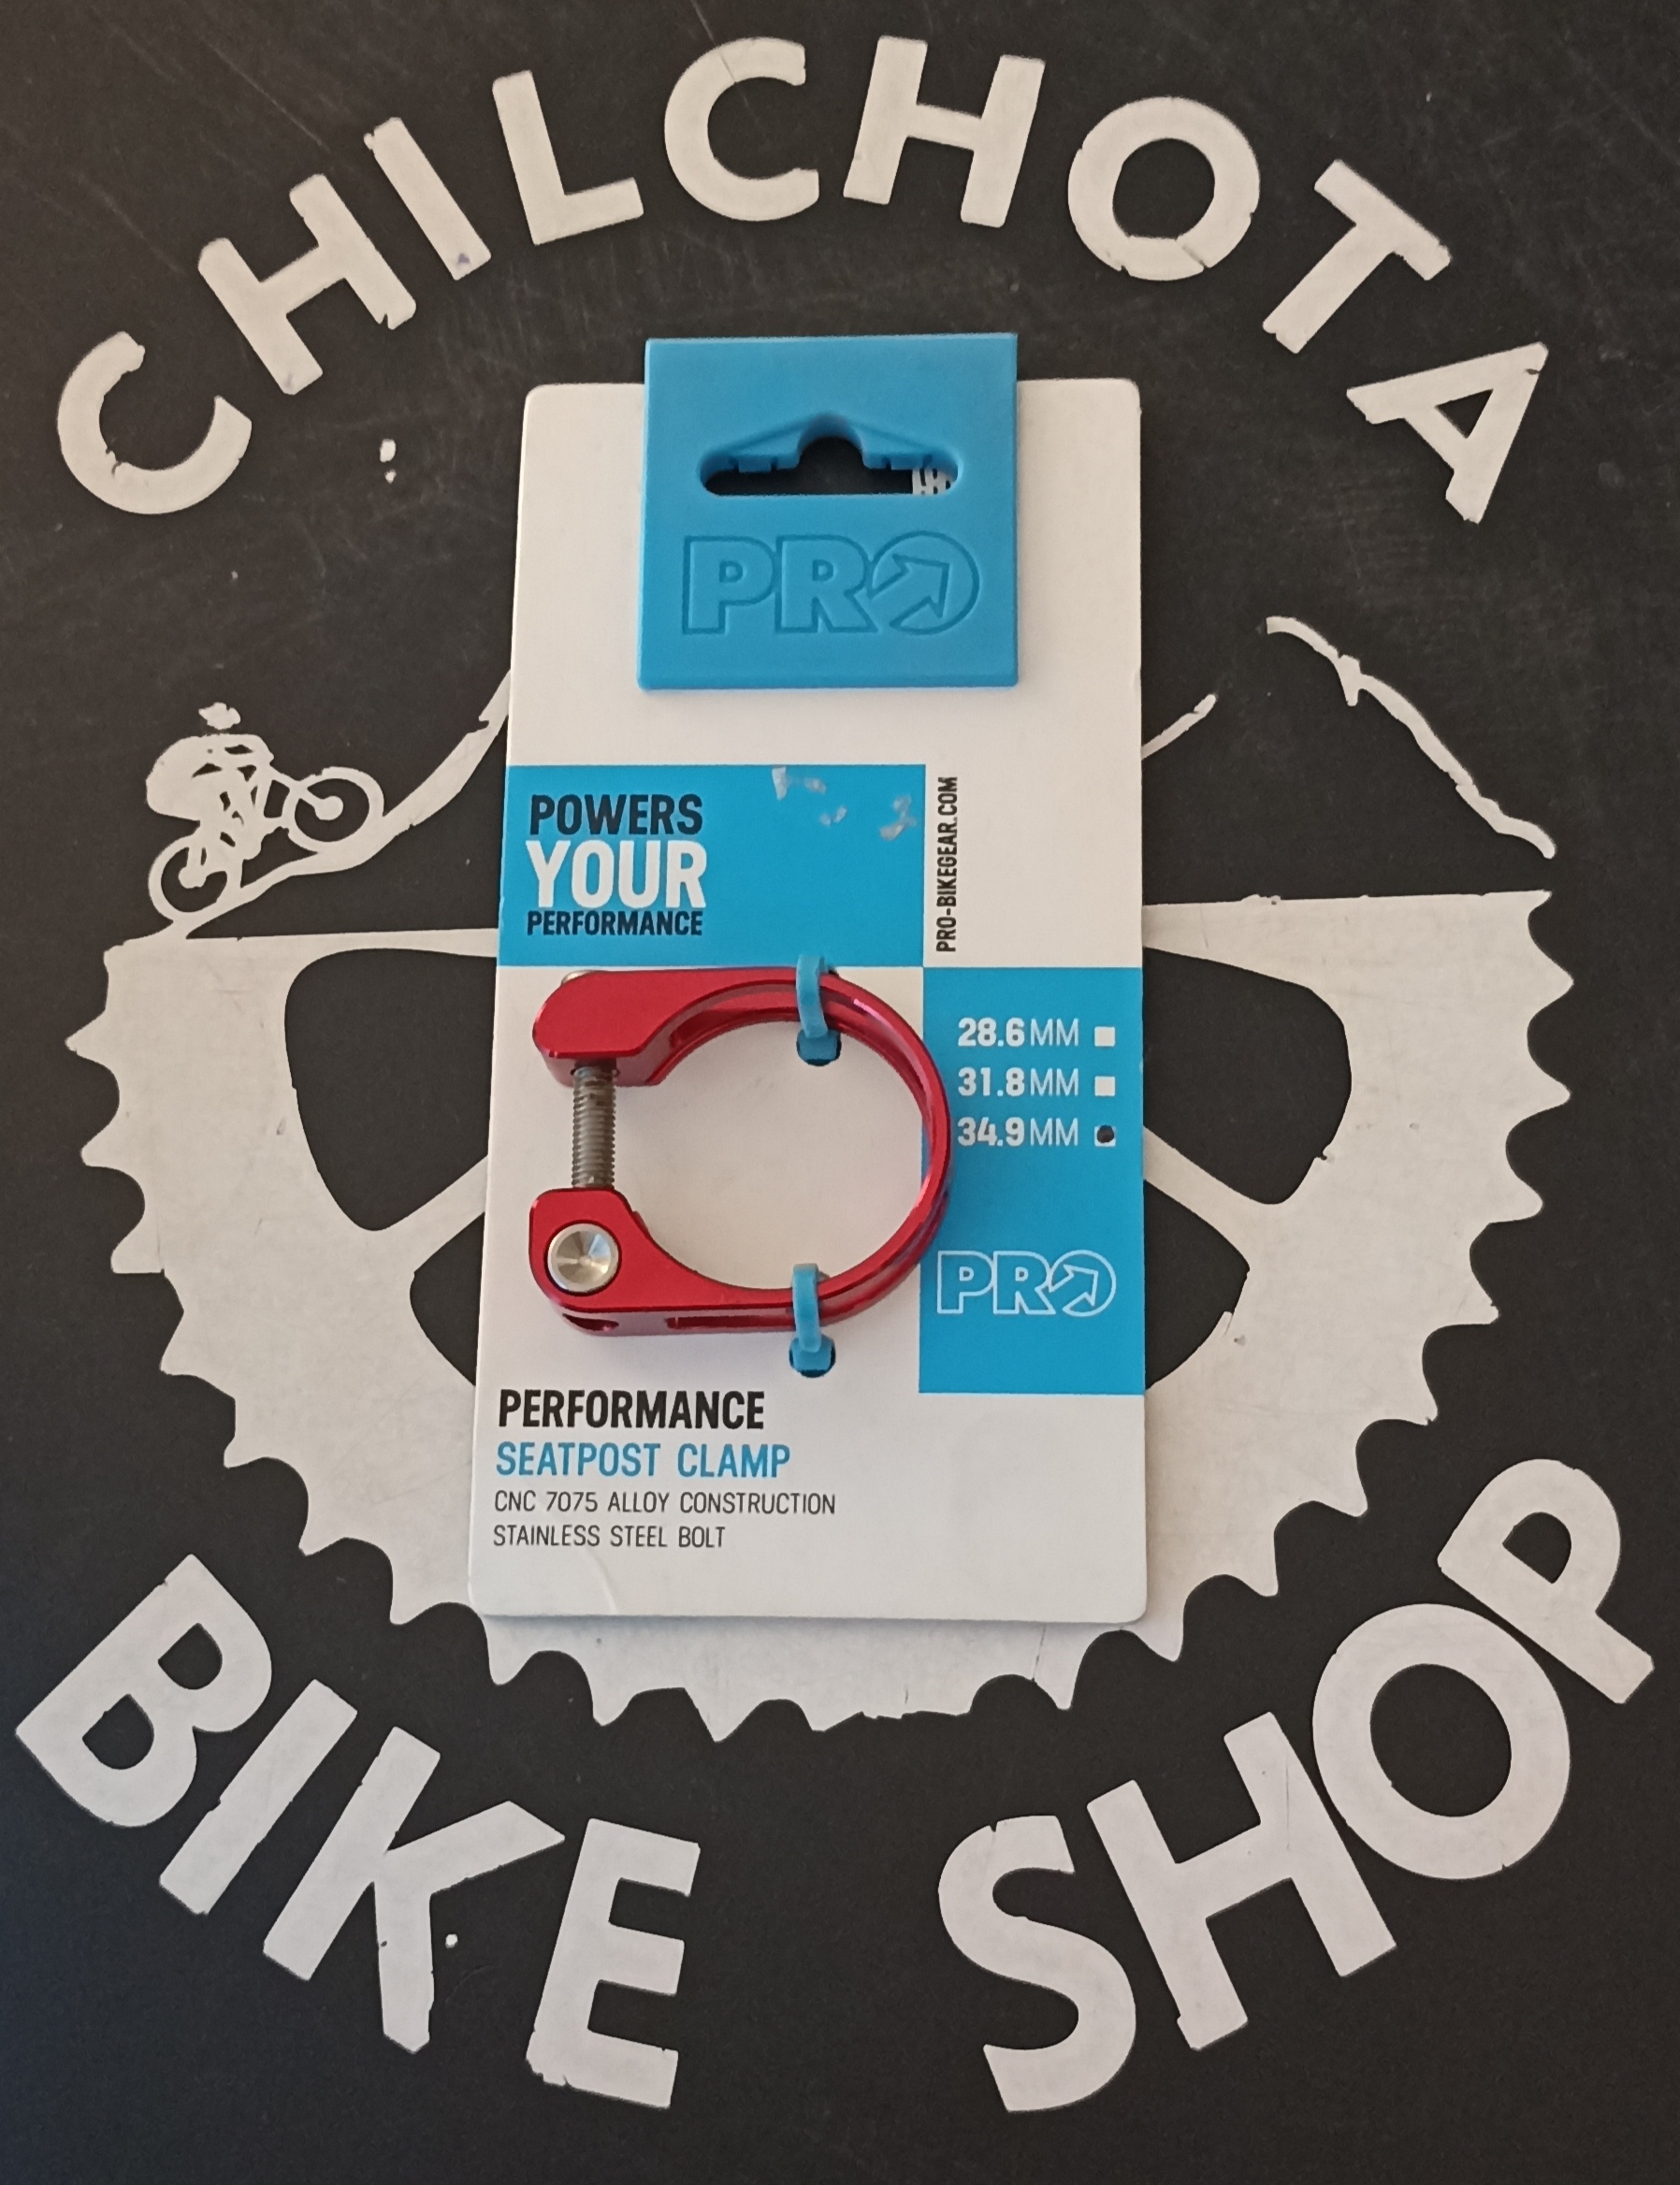 CHILCHOTA
PRO
POWERS
YOUR
PERFORMANCE
PRO-BIKEGEAR.COM
28.6MM
31.8MM
34.9MM
PRO
PERFORMANCE
SEATPOST CLAMP
CNC 7075 ALLOY CONSTRUCTION
STAINLESS STEEL BOLT
BIKE SHOP